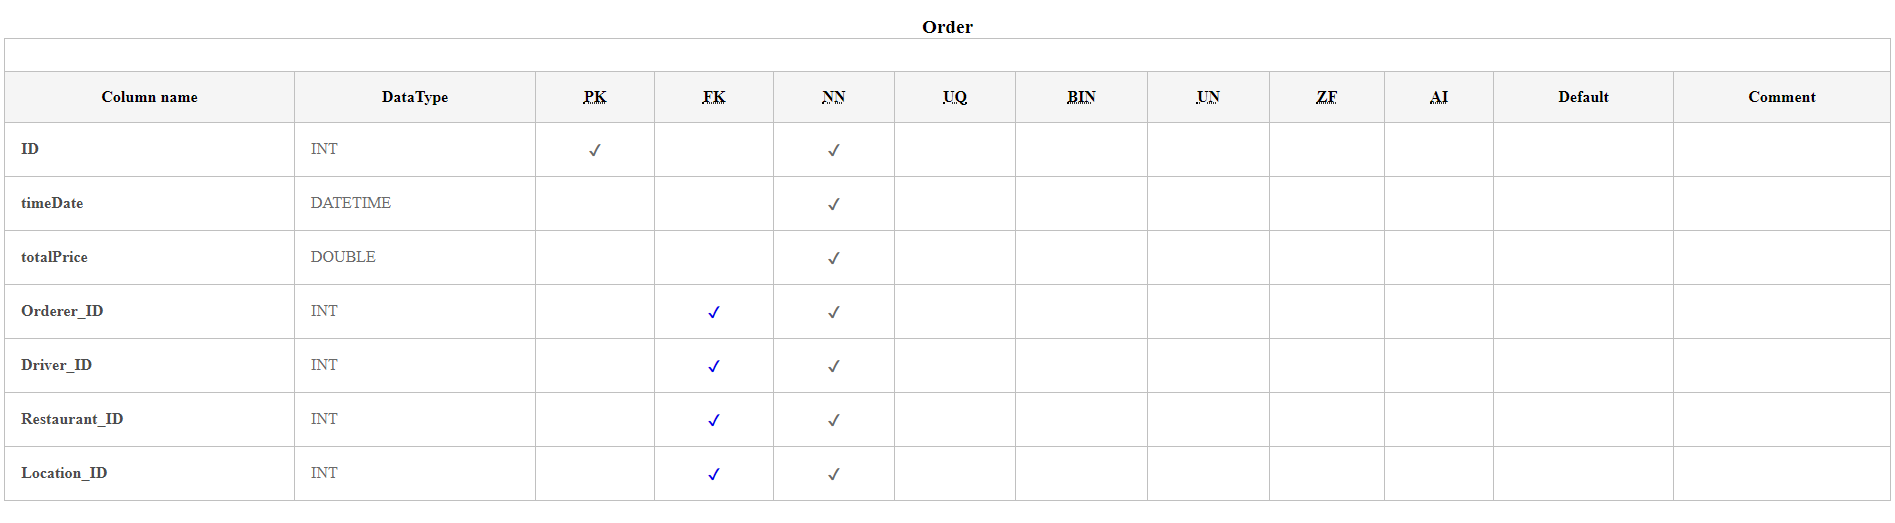 Order
Column name DataType PK FK NN UQ BIN UN ZF AI Default Comment
ID INT ✓ ✓
timeDate DATETIME ✓
totalPrice DOUBLE ✓
Orderer_ID INT ✓ ✓
Driver_ID INT ✓ ✓
Restaurant_ID INT ✓ ✓
Location_ID INT ✓ ✓